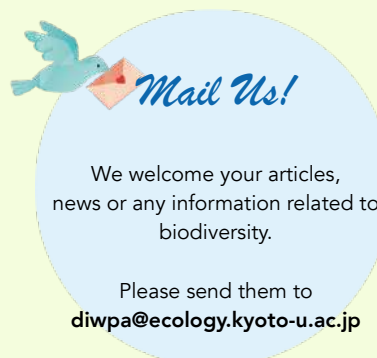 Mail Us!
We welcome your articles,
news or any information related to
biodiversity.
Please send them to
diwpa@ecology.kyoto-u.ac.jp